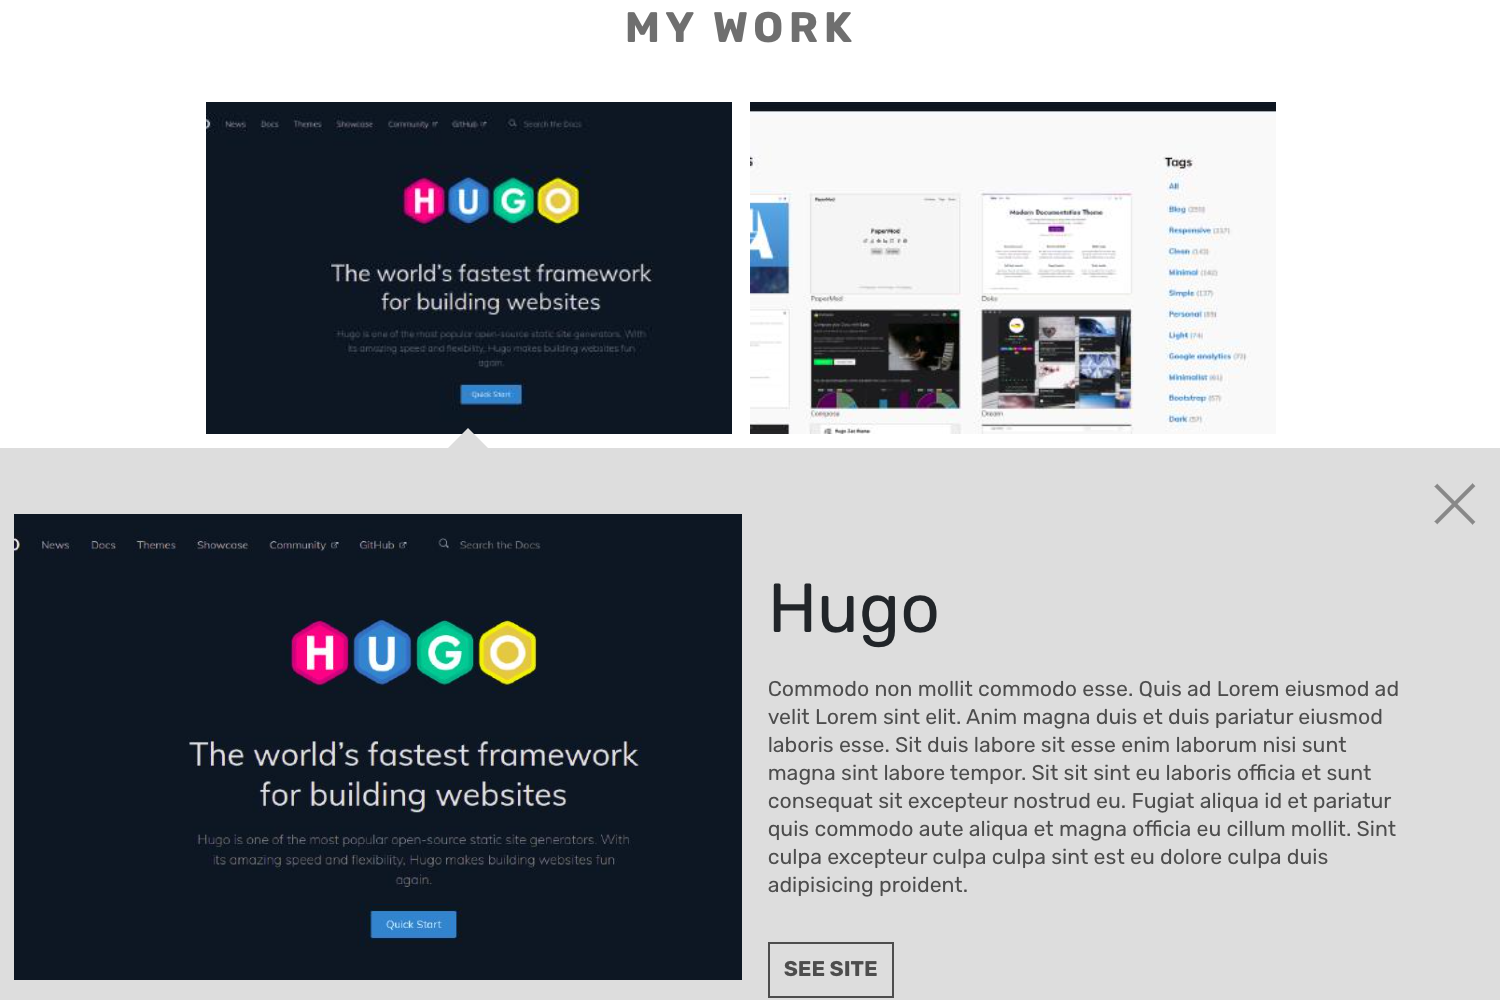 MY WORK
News Docs Themes Showcase Community GitHub Search the Docs
HUGO
The world's fastest framework
for building websites
Hugo is one of the most popular open-source static site generators. With
its amazing speed and flexibility, Hugo makes building websites fun
again.
Quick Start
Tags
All
Blog
Responsive
Clean (143)
Minimal
Simple (137)
Personal
Light (74)
Google analytics
Minimalist
Bootstrap
Dark (57)
PaperMod
PaperMod
Modern Documentation Theme
Compose
Dream
News Docs Themes Showcase Community GitHub Search the Docs
HUGO
The world's fastest framework
for building websites
Hugo is one of the most popular open-source static site generators. With
its amazing speed and flexibility, Hugo makes building websites fun
again.
Quick Start
Hugo
Commodo non mollit commodo esse. Quis ad Lorem eiusmod ad
velit Lorem sint elit. Anim magna duis et duis pariatur eiusmod
laboris esse. Sit duis labore sit esse enim laborum nisi sunt
magna sint labore tempor. Sit sit sint eu laboris officia et sunt
consequat sit excepteur nostrud eu. Fugiat aliqua id et pariatur
quis commodo aute aliqua et magna officia eu cillum mollit. Sint
culpa excepteur culpa culpa sint est eu dolore culpa duis
adipisicing proident.
SEE SITE